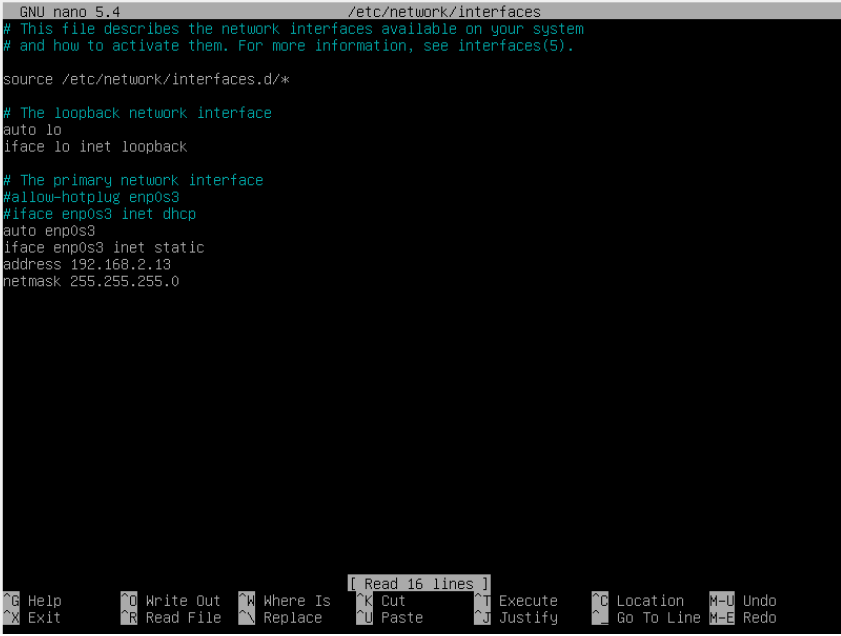 GNU nano 5.4 /etc/network/interfaces
# This file describes the network interfaces available on your system
# and how to activate them. For more information, see interfaces(5).
source /etc/network/interfaces.d/*
# The loopback network interface
auto lo
iface lo inet loopback
# The primary network interface
#allow-hotplug enp0s3
#iface enp0s3 inet dhcp
auto enp0s3
iface enp0s3 inet static
address 192.168.2.13
netmask 255.255.255.0
[ Read 16 lines ]
^G Help ^O Write Out ^W Where Is ^K Cut ^T Execute ^C Location M-U Undo
^X Exit ^R Read File ^\ Replace ^U Paste ^J Justify ^_ Go To Line M-E Redo